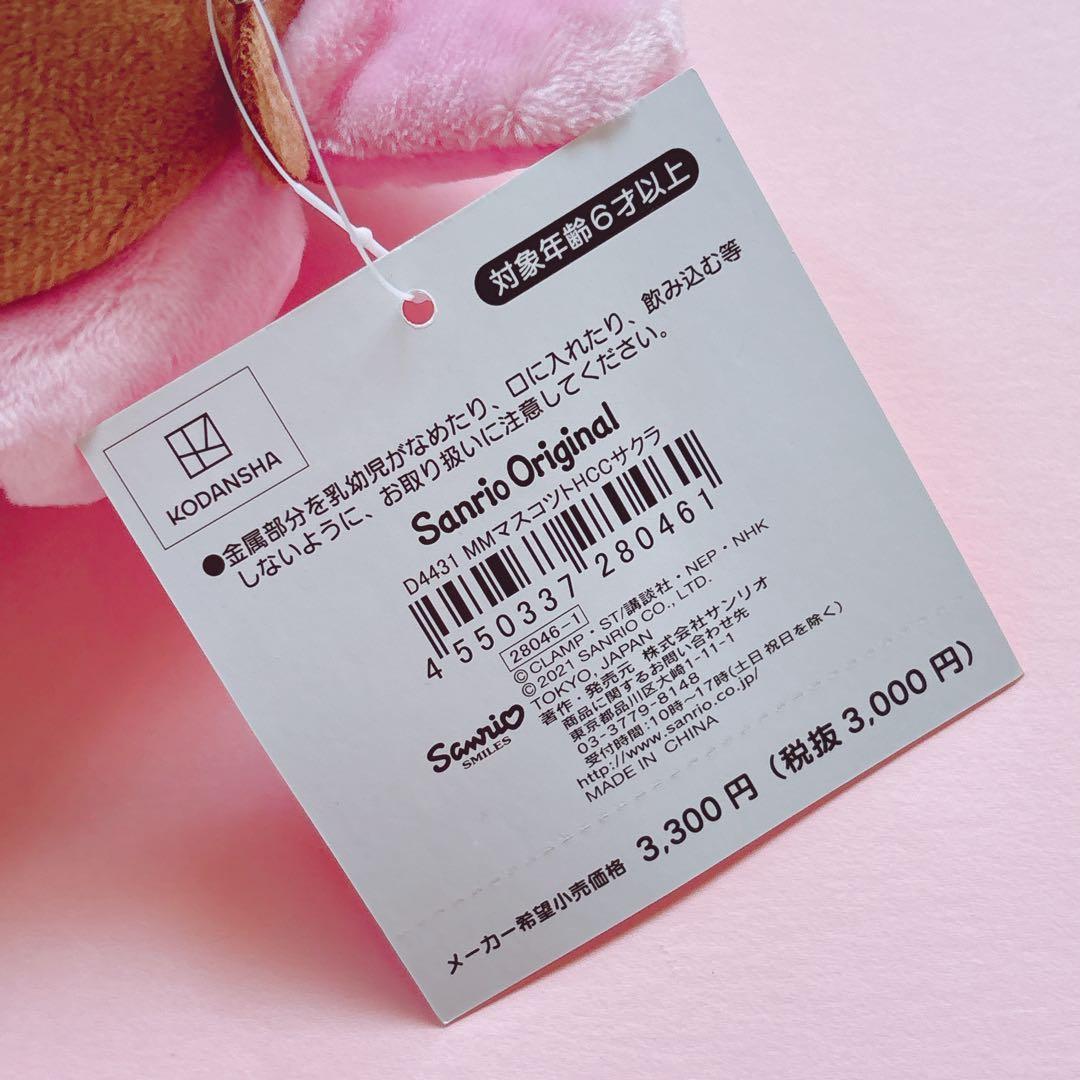 対象年齢6才以上
KODANSHA
●金属部分を乳幼児がなめたり、口に入れたり、飲み込む等
しないように、お取り扱いに注意してください。
Sanrio Original
D4431 MMマスコットHCCサクラ
4 550337 280461
28046-1
©CLAMP・ST/講談社・NEP・NHK
©2021 SANRIO CO., LTD.
TOKYO, JAPAN
著作・発売元 株式会社サンリオ
商品に関するお問い合わせ先
東京都品川区大崎1-11-1
03-3779-8148
受付時間:10時~17時(土日祝日を除く)
http://www.sanrio.co.jp/
MADE IN CHINA
Sanrio
SMILES
メーカー希望小売価格 3,300円(税抜3,000円)